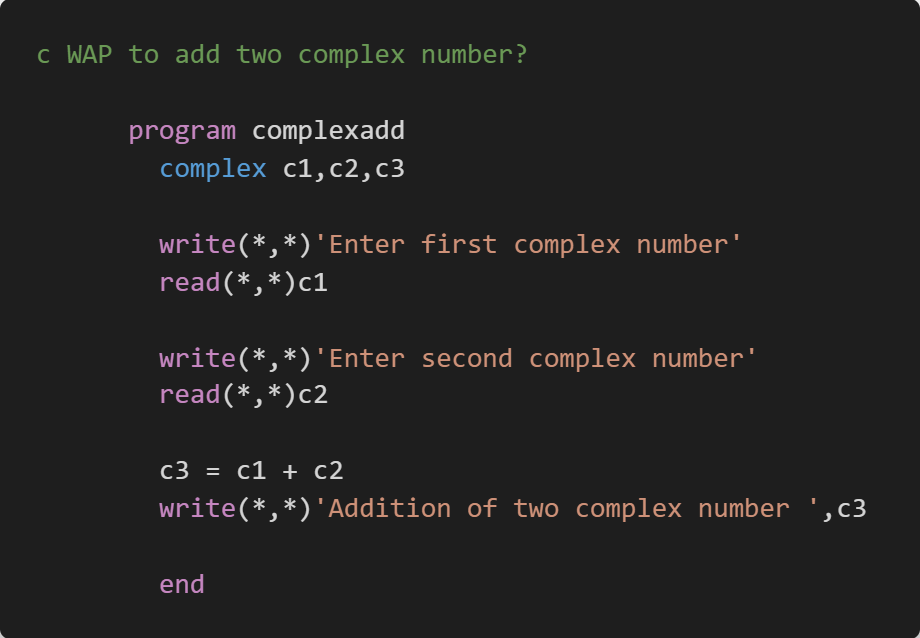 c WAP to add two complex number?
program complexadd
complex c1,c2,c3
write(*,*)'Enter first complex number'
read(*,*)c1
write(*,*)'Enter second complex number'
read(*,*)c2
c3 = c1 + c2
write(*,*)'Addition of two complex number ',c3
end